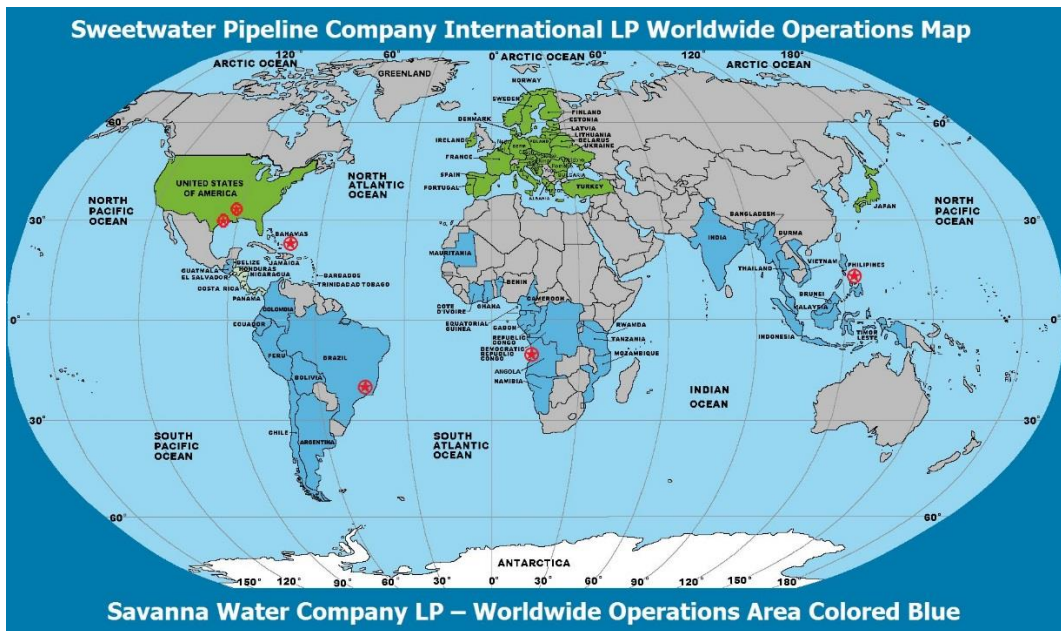 Sweetwater Pipeline Company International LP Worldwide Operations Map
120° 60° 0° 60° 120° 180°
ARCTIC OCEAN
ARCTIC OCEAN
ARCTIC OCEAN
GREENLAND
NORWAY
SWEDEN
FINLAND
ESTONIA
LATVIA
LITHUANIA
BELARUS
UKRAINE
DENMARK
60°
60°
IRELAND
POLAND
FRANCE
SPAIN
PORTUGAL
BULGARIA
ALBANIA
TURKEY
UNITED STATES
OF AMERICA
NORTH
ATLANTIC
OCEAN
NORTH
PACIFIC
OCEAN
NORTH
PACIFIC
OCEAN
JAPAN
30°
30°
BAHAMAS
BANGLADESH
BURMA
INDIA
MAURITANIA
JAMAICA
BELIZE
GUATMALA
HONDURAS
EL SALVADOR
NICARAGUA
COSTA RICA
PANAMA
BARBADOS
TRINIDADAD TOBAGO
BENIN
THAILAND
VIETNAM
PHILIPINES
COLOMBIA
COTE
D'IVOIRE
GHANA
CAMEROON
BRUNEI
MALAYSIA
0°
0°
ECUADOR
EQUATORIAL
GUINEA
GABON
REPUBLIC
CONGO
DEMOCRATIC
REPUBLIC
CONGO
RWANDA
TANZANIA
MOZAMBIQUE
INDONESIA
TIMOR
LESTE
PERU
BRAZIL
ANGOLA
NAMIBIA
BOLIVIA
INDIAN
OCEAN
30°
30°
CHILE
ARGENTINA
SOUTH
PACIFIC
OCEAN
SOUTH
ATLANTIC
OCEAN
60°
60°
ANTARCTICA
150° 120° 90° 60° 30° 0° 30° 60° 90° 120° 150°
Savanna Water Company LP – Worldwide Operations Area Colored Blue